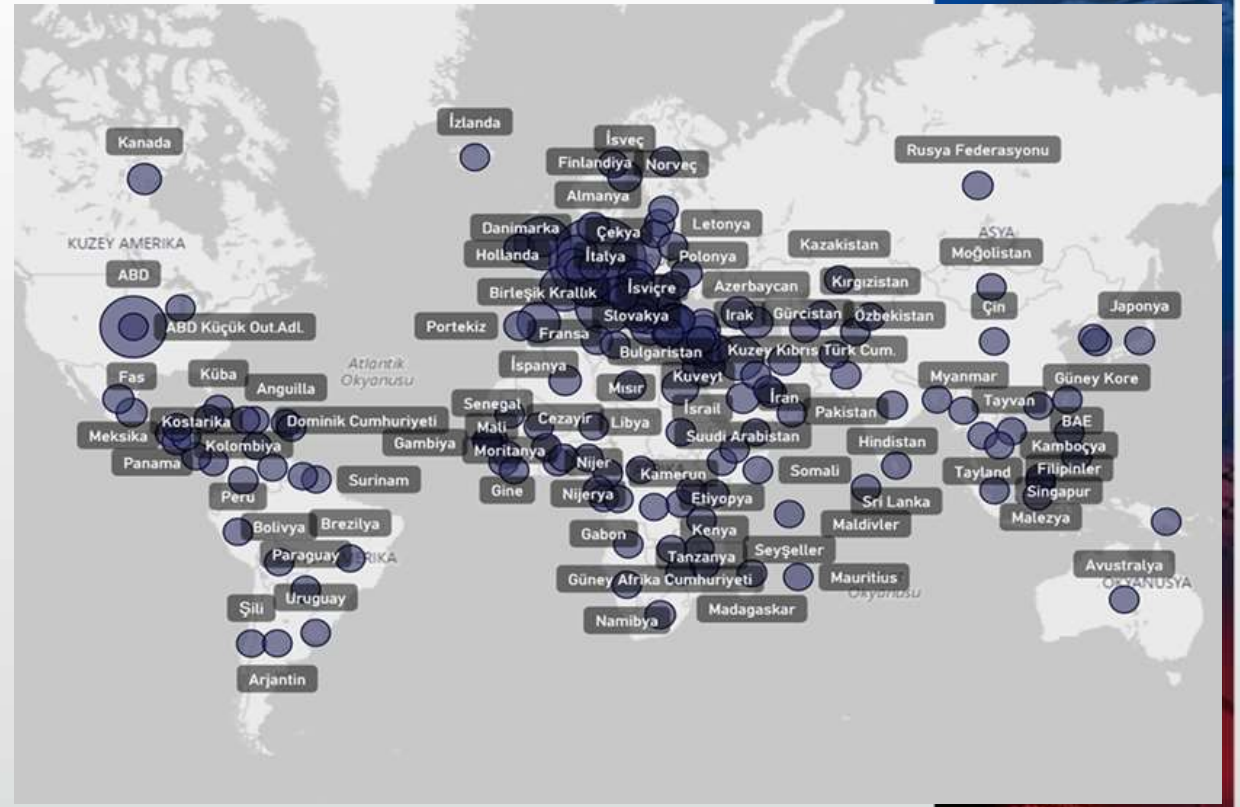 İzlanda
Kanada
İsveç
Rusya Federasyonu
Finlandiya
Norveç
Almanya
Danimarka
Çekya
Letonya
ASYA
KUZEY AMERIKA
Kazakistan
Moğolistan
Hollanda
İtalya
Polonya
ABD
Kırgızistan
Azerbaycan
İsviçre
Birleşik Krallık
Çin
Japonya
Irak
Gürcistan
Özbekistan
Slovakya
ABD Küçük Out.Adl.
Portekiz
Fransa
Bulgaristan
Kuzey Kıbrıs Türk Cum.
Atlantik
Okyanusu
İspanya
Küba
Fas
Kuveyt
Myanmar
Güney Kore
Anguilla
Mısır
İran
Tayvan
Senegal
İsrail
Pakistan
Kostarika
Dominik Cumhuriyeti
Cezayir
Libya
BAE
Mali
Meksika
Suudi Arabistan
Gambiya
Hindistan
Kolombiya
Kamboçya
Moritanya
Panama
Nijer
Kamerun
Somali
Tayland
Filipinler
Surinam
Gine
Peru
Nijerya
Etiyopya
Sri Lanka
Singapur
Malezya
Brezilya
Bolivya
Maldivler
Kenya
Gabon
Seyşeller
Paraguay
Tanzanya
Avustralya
Güney Afrika Cumhuriyeti
Mauritius
OKYANUSYA
Okyanusu
Uruguay
Şili
Madagaskar
Namibya
Arjantin